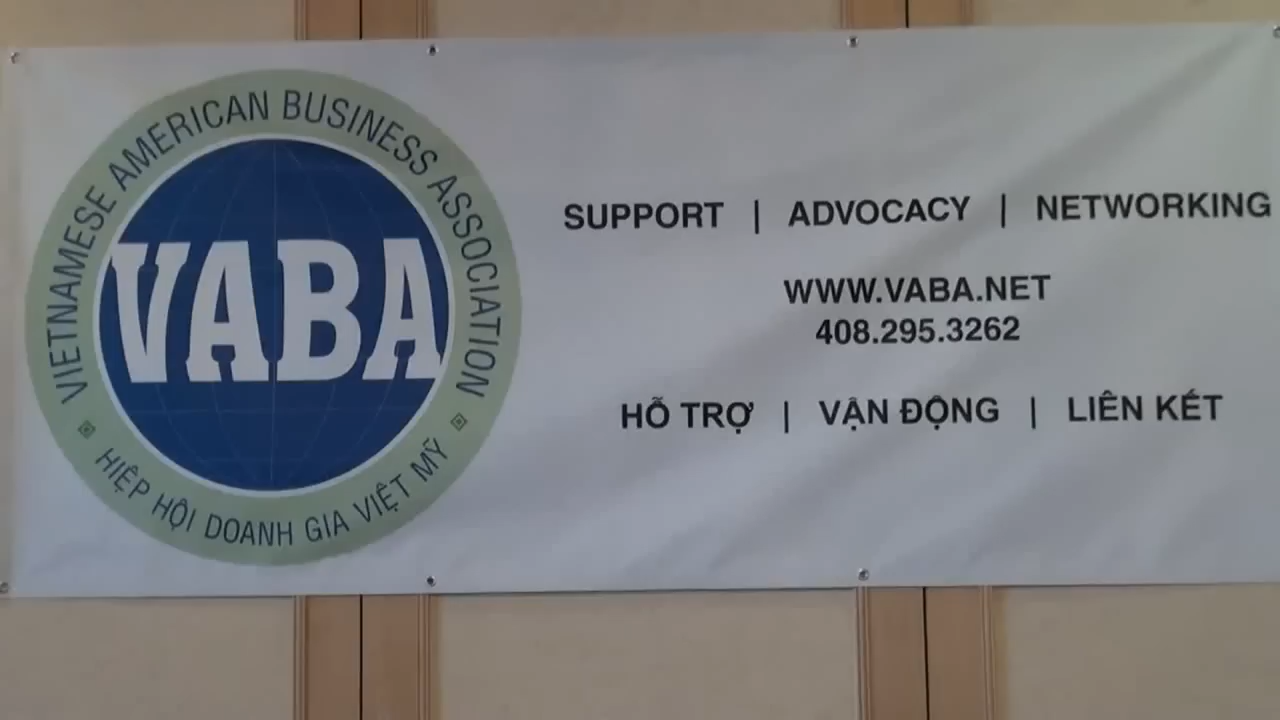 VIETNAMESE AMERICAN BUSINESS ASSOCIATION
VABA
HIỆP HỘI DOANH GIA VIỆT MỸ
SUPPORT | ADVOCACY | NETWORKING
WWW.VABA.NET
408.295.3262
HỖ TRỢ | VẬN ĐỘNG | LIÊN KẾT